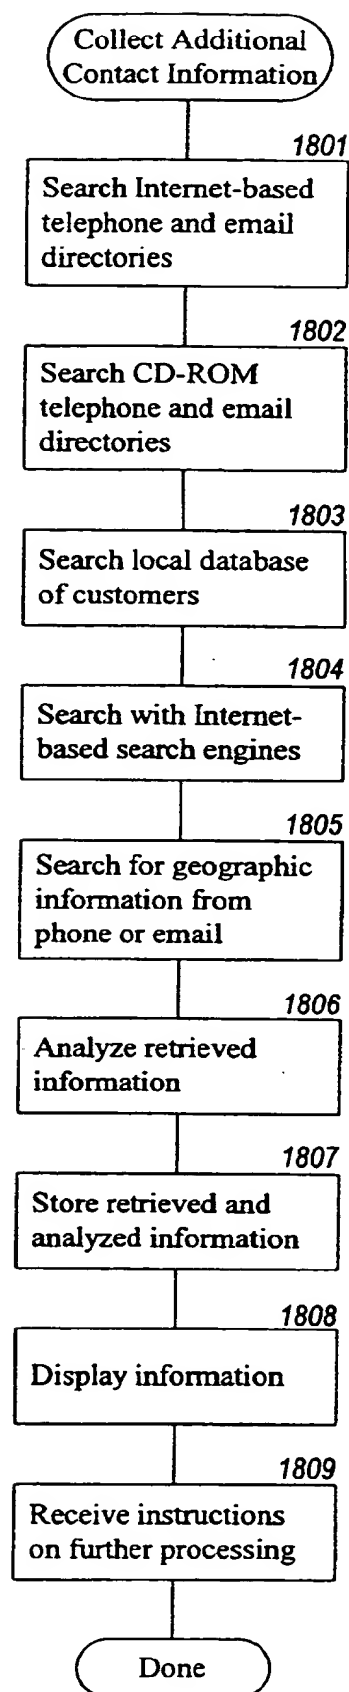 Collect Additional
Contact Information
1801
Search Internet-based
telephone and email
directories
1802
Search CD-ROM
telephone and email
directories
1803
Search local database
of customers
1804
Search with Internet-
based search engines
1805
Search for geographic
information from
phone or email
1806
Analyze retrieved
information
1807
Store retrieved and
analyzed information
1808
Display information
1809
Receive instructions
on further processing
Done